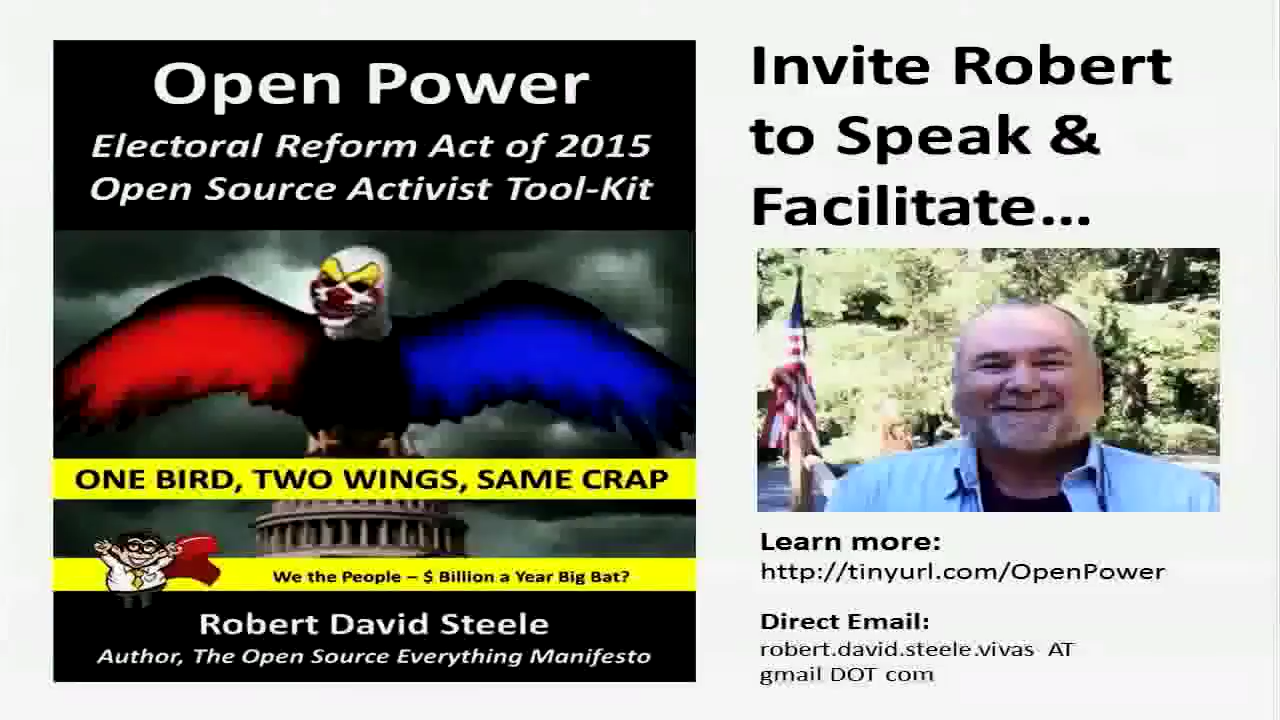 Open Power
Electoral Reform Act of 2015
Open Source Activist Tool-Kit
ONE BIRD, TWO WINGS, SAME CRAP
We the People – $ Billion a Year Big Bat?
Robert David Steele
Author, The Open Source Everything Manifesto
Invite Robert
to Speak &
Facilitate...
Learn more:
http://tinyurl.com/OpenPower
Direct Email:
robert.david.steele.vivas AT
gmail DOT com